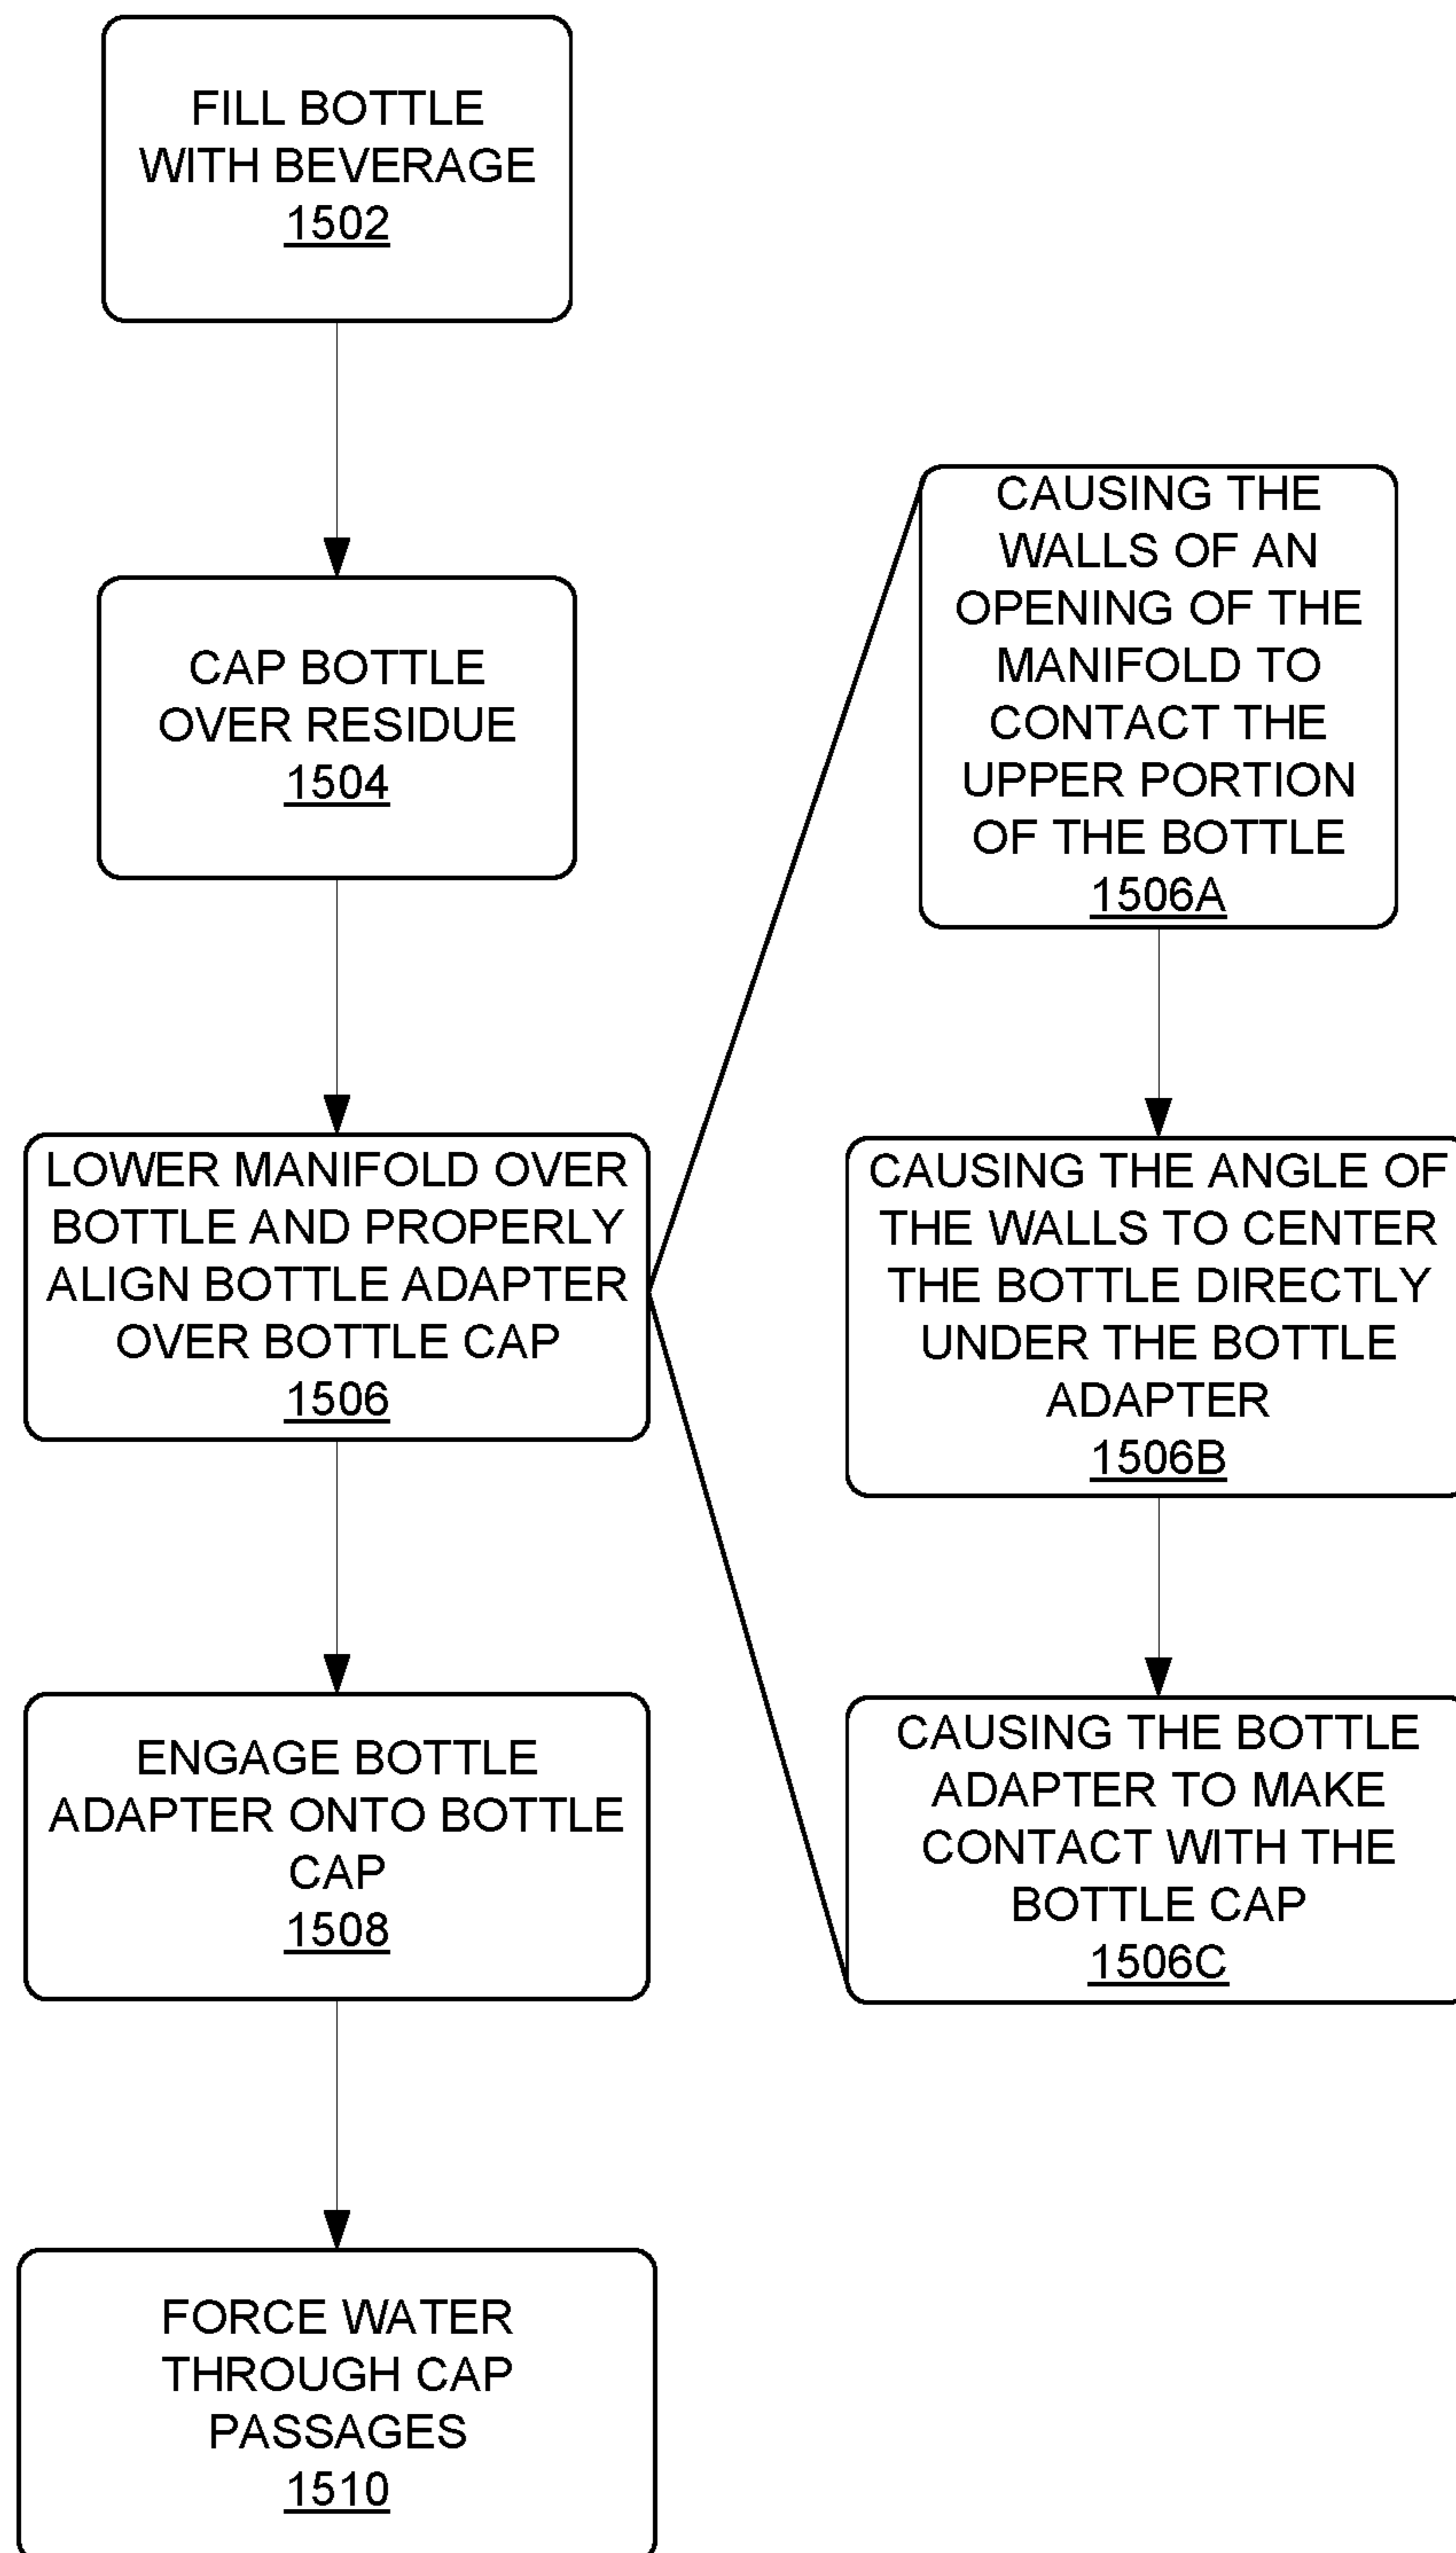 FILL BOTTLE
WITH BEVERAGE
1502
CAP BOTTLE
OVER RESIDUE
1504
LOWER MANIFOLD OVER
BOTTLE AND PROPERLY
ALIGN BOTTLE ADAPTER
OVER BOTTLE CAP
1506
ENGAGE BOTTLE
ADAPTER ONTO BOTTLE
CAP
1508
FORCE WATER
THROUGH CAP
PASSAGES
1510
CAUSING THE
WALLS OF AN
OPENING OF THE
MANIFOLD TO
CONTACT THE
UPPER PORTION
OF THE BOTTLE
1506A
CAUSING THE ANGLE OF
THE WALLS TO CENTER
THE BOTTLE DIRECTLY
UNDER THE BOTTLE
ADAPTER
1506B
CAUSING THE BOTTLE
ADAPTER TO MAKE
CONTACT WITH THE
BOTTLE CAP
1506C